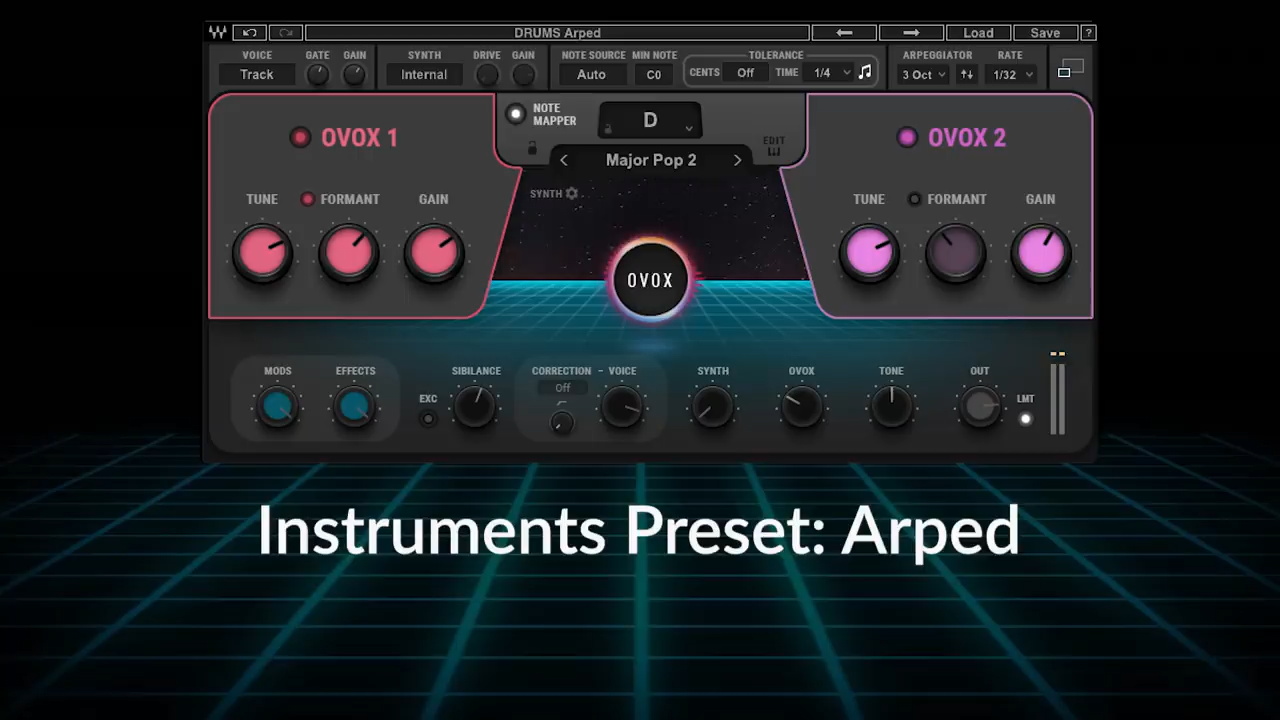 DRUMS Arped
Load
Save
?
VOICE
GATE
GAIN
SYNTH
DRIVE
GAIN
NOTE SOURCE
MIN NOTE
TOLERANCE
ARPEGGIATOR
RATE
Track
Internal
Auto
C0
CENTS
Off
TIME
1/4
3 Oct
1/32
OVOX 1
NOTE
MAPPER
D
EDIT
OVOX 2
Major Pop 2
SYNTH
TUNE
FORMANT
GAIN
TUNE
FORMANT
GAIN
OVOX
MODS
EFFECTS
SIBILANCE
CORRECTION - VOICE
SYNTH
OVOX
TONE
OUT
Off
EXC
LMT
Instruments Preset: Arped